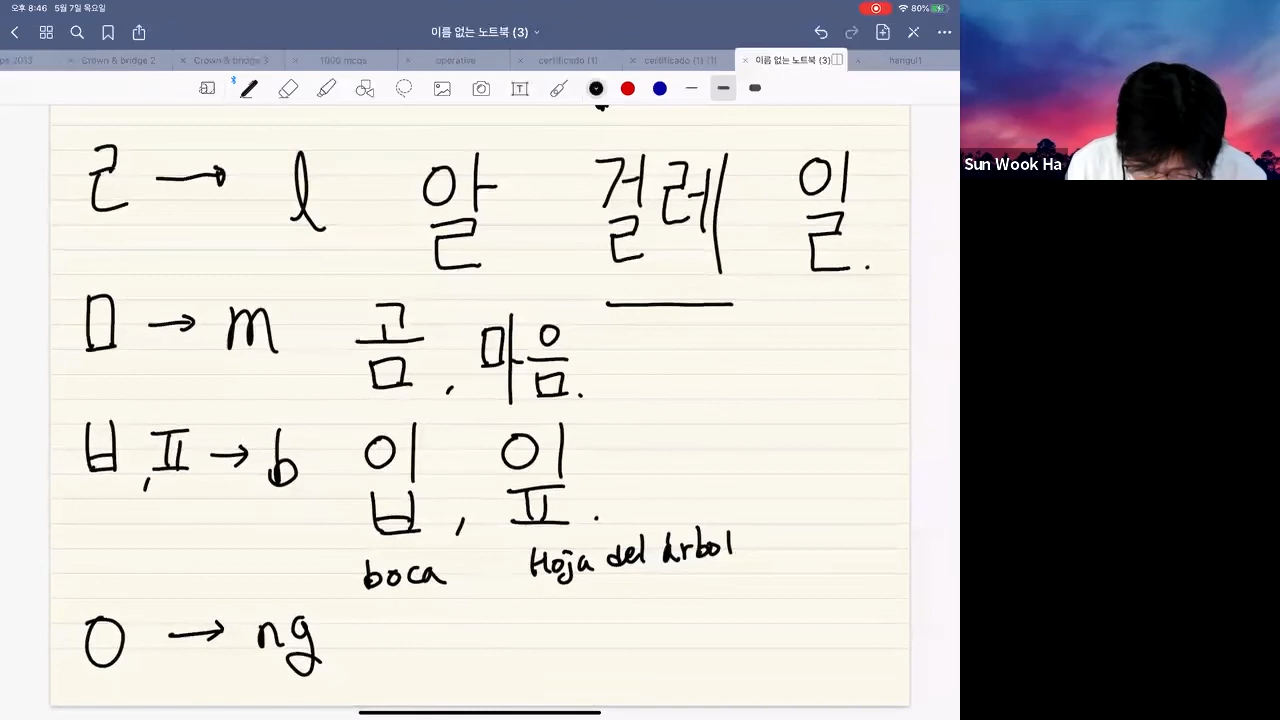 오후 8:46 5월 7일 목요일
80%
이름 없는 노트북 (3)
ps 2013 Crown & bridge 2 Crown & bridge 3 1000 mcqs operative certificado (1) certificado (1) (1) 이름 없는 노트북 (3) hangul1
ㄹ → l 알 걸레 일.
ㅁ → m 곰, 마음.
ㅂ, ㅍ → b 입, 잎.
boca Hoja del árbol
ㅇ → ng
Sun Wook Ha